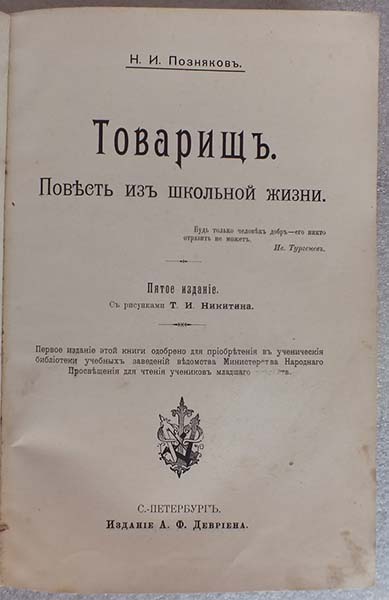 Н. И. Позняковъ.
Товарищъ.
Повѣсть изъ школьной жизни.
Будь только человѣкъ добръ—его никто
отразить не можетъ.
Ив. Тургеневъ.
Пятое изданіе.
Съ рисунками Т. И. Никитина.
Первое изданіе этой книги одобрено для пріобрѣтенія въ ученическія
библіотеки учебныхъ заведеній вѣдомства Министерства Народнаго
Просвѣщенія для чтенія учениковъ младшаго
С.-ПЕТЕРБУРГЪ.
Изданіе А. Ф. Девріена.